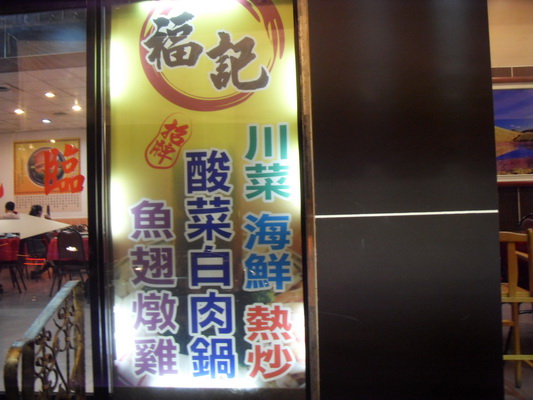 福記
招牌
川菜 海鮮 熱炒
酸菜白肉鍋
魚翅燉雞
臨